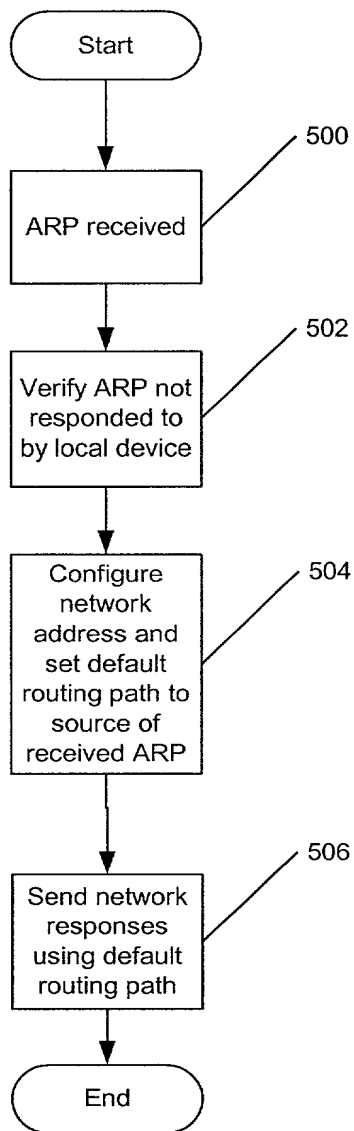 Start
500
ARP received
502
Verify ARP not
responded to
by local device
504
Configure
network
address and
set default
routing path to
source of
received ARP
506
Send network
responses
using default
routing path
End